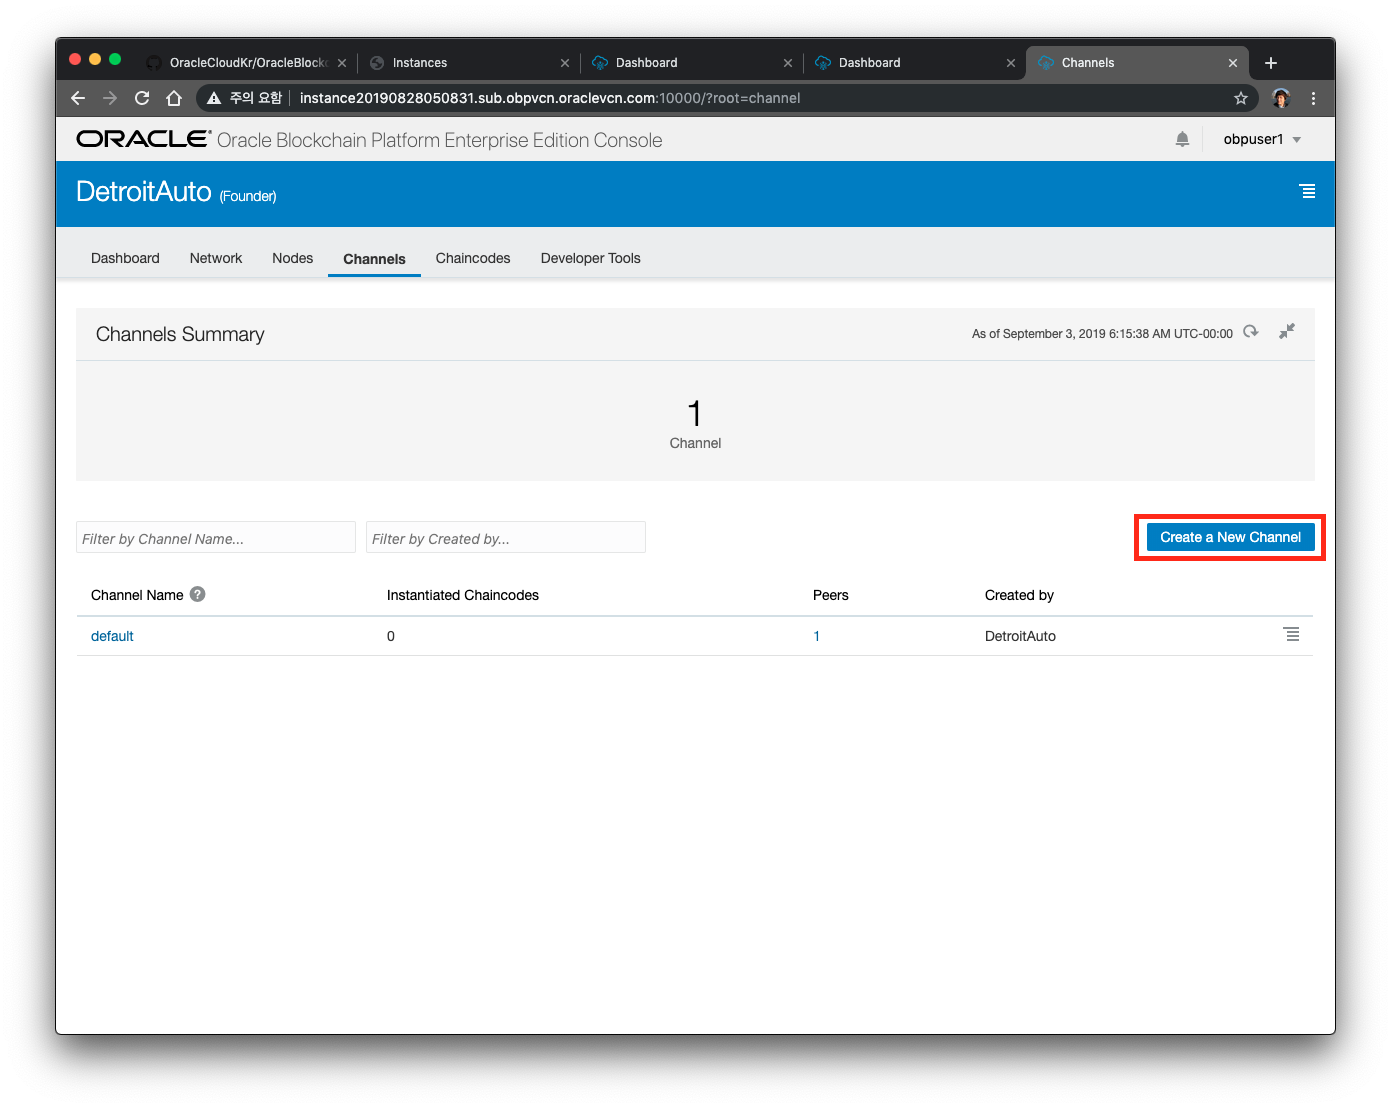 OracleCloudKr/OracleBlockc
Instances
Dashboard
Dashboard
Channels
주의 요함
instance20190828050831.sub.obpvcn.oraclevcn.com:10000/?root=channel
ORACLE Oracle Blockchain Platform Enterprise Edition Console
obpuser1
DetroitAuto (Founder)
Dashboard
Network
Nodes
Channels
Chaincodes
Developer Tools
Channels Summary
As of September 3, 2019 6:15:38 AM UTC-00:00
1
Channel
Filter by Channel Name...
Filter by Created by...
Create a New Channel
Channel Name ?
Instantiated Chaincodes
Peers
Created by
default
0
1
DetroitAuto